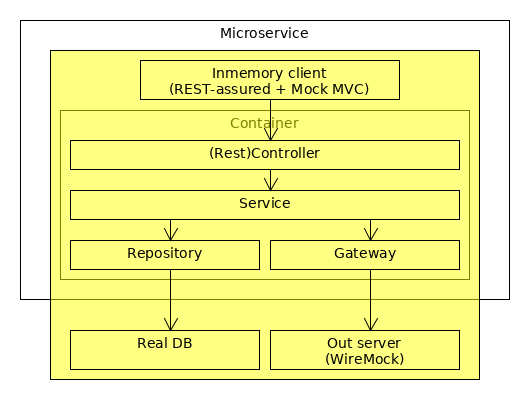 Microservice
Inmemory client
(REST-assured + Mock MVC)
Container
(Rest)Controller
Service
Repository
Gateway
Real DB
Out server
(WireMock)